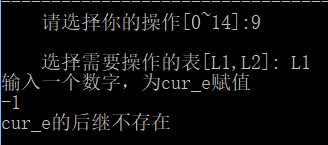 请选择你的操作[0~14]:9
选择需要操作的表[L1,L2]: L1
输入一个数字，为cur_e赋值
-1
cur_e的后继不存在